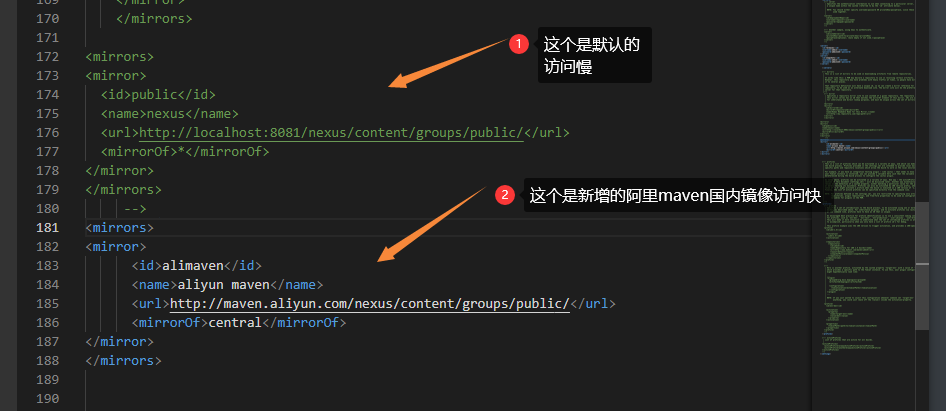 169 </mirror>
170 </mirrors>
171
172 <mirrors>
173 <mirror>
174 <id>public</id>
175 <name>nexus</name>
176 <url>http://localhost:8081/nexus/content/groups/public/</url>
177 <mirrorOf>*</mirrorOf>
178 </mirror>
179 </mirrors>
180 -->
181 <mirrors>
182 <mirror>
183 <id>alimaven</id>
184 <name>aliyun maven</name>
185 <url>http://maven.aliyun.com/nexus/content/groups/public/</url>
186 <mirrorOf>central</mirrorOf>
187 </mirror>
188 </mirrors>
189
190
1 这个是默认的
访问慢
2 这个是新增的阿里maven国内镜像访问快